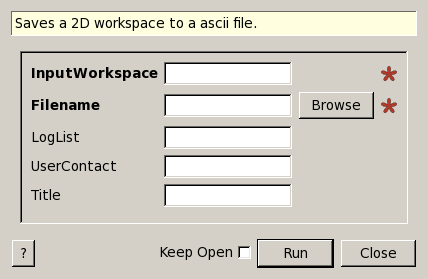 Saves a 2D workspace to a ascii file.
InputWorkspace
Filename Browse
LogList
UserContact
Title
? Keep Open Run Close